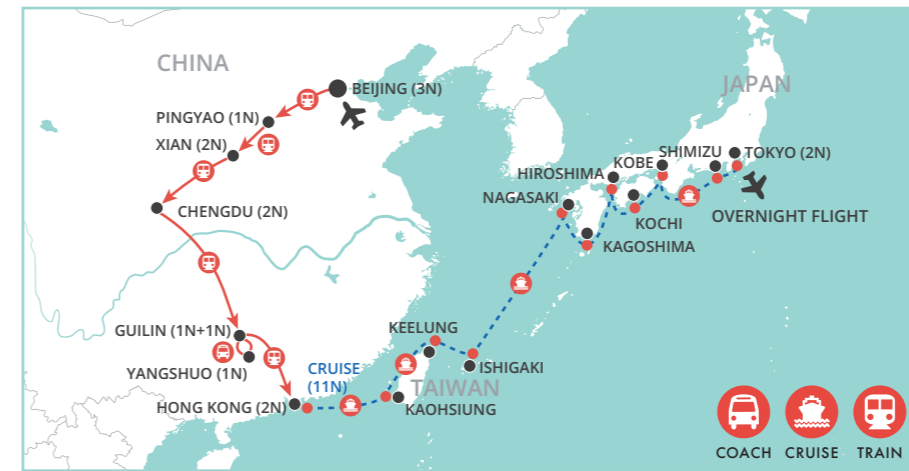 CHINA
JAPAN
BEIJING (3N)
PINGYAO (1N)
XIAN (2N)
CHENGDU (2N)
GUILIN (1N+1N)
YANGSHUO (1N)
HONG KONG (2N)
CRUISE
(11N)
KEELUNG
TAIWAN
KAOHSIUNG
ISHIGAKI
NAGASAKI
HIROSHIMA
KOBE
SHIMIZU
TOKYO (2N)
KOCHI
KAGOSHIMA
OVERNIGHT FLIGHT
COACH
CRUISE
TRAIN